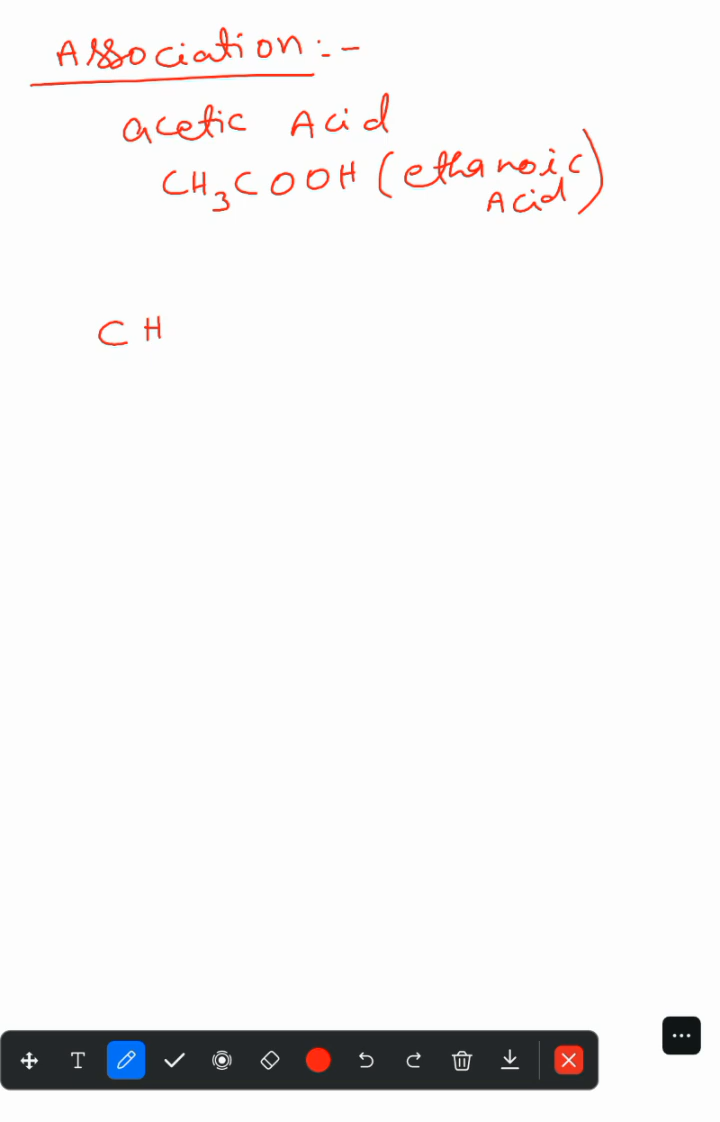 Association :-
acetic Acid
CH₃COOH (ethanoic
Acid)
CH
T